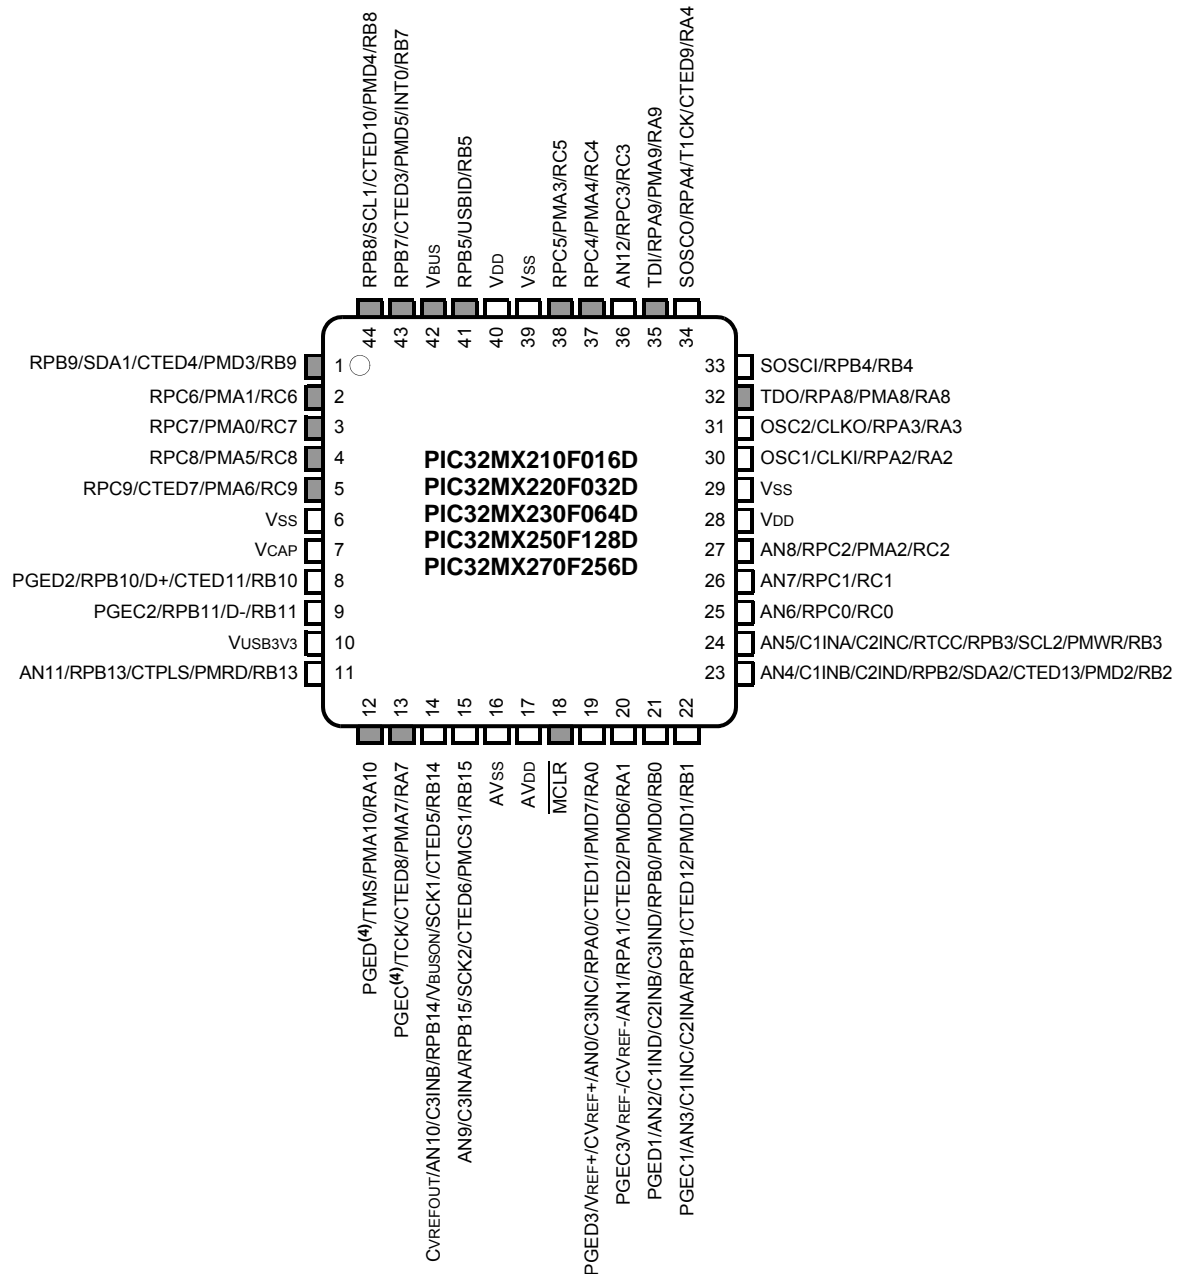 RPB8/SCL1/CTED10/PMD4/RB8
RPB7/CTED3/PMD5/INT0/RB7
VBUS
RPB5/USBID/RB5
VDD
VSS
RPC5/PMA3/RC5
RPC4/PMA4/RC4
AN12/RPC3/RC3
TDI/RPA9/PMA9/RA9
SOSCO/RPA4/T1CK/CTED9/RA4
44
43
42
41
40
39
38
37
36
35
34
RPB9/SDA1/CTED4/PMD3/RB9 1
RPC6/PMA1/RC6 2
RPC7/PMA0/RC7 3
RPC8/PMA5/RC8 4
RPC9/CTED7/PMA6/RC9 5
VSS 6
VCAP 7
PGED2/RPB10/D+/CTED11/RB10 8
PGEC2/RPB11/D-/RB11 9
VUSB3V3 10
AN11/RPB13/CTPLS/PMRD/RB13 11
PIC32MX210F016D
PIC32MX220F032D
PIC32MX230F064D
PIC32MX250F128D
PIC32MX270F256D
33 SOSCI/RPB4/RB4
32 TDO/RPA8/PMA8/RA8
31 OSC2/CLKO/RPA3/RA3
30 OSC1/CLKI/RPA2/RA2
29 VSS
28 VDD
27 AN8/RPC2/PMA2/RC2
26 AN7/RPC1/RC1
25 AN6/RPC0/RC0
24 AN5/C1INA/C2INC/RTCC/RPB3/SCL2/PMWR/RB3
23 AN4/C1INB/C2IND/RPB2/SDA2/CTED13/PMD2/RB2
12
13
14
15
16
17
18
19
20
21
22
PGED(4)/TMS/PMA10/RA10
PGEC(4)/TCK/CTED8/PMA7/RA7
CVREFOUT/AN10/C3INB/RPB14/VBUSON/SCK1/CTED5/RB14
AN9/C3INA/RPB15/SCK2/CTED6/PMCS1/RB15
AVSS
AVDD
MCLR
PGED3/VREF+/CVREF+/AN0/C3INC/RPA0/CTED1/PMD7/RA0
PGEC3/VREF-/CVREF-/AN1/RPA1/CTED2/PMD6/RA1
PGED1/AN2/C1IND/C2INB/C3IND/RPB0/PMD0/RB0
PGEC1/AN3/C1INC/C2INA/RPB1/CTED12/PMD1/RB1